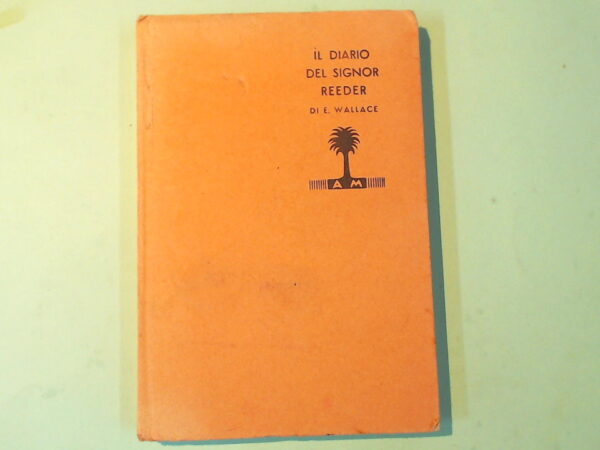 IL DIARIO
DEL SIGNOR
REEDER
DI E. WALLACE
A M